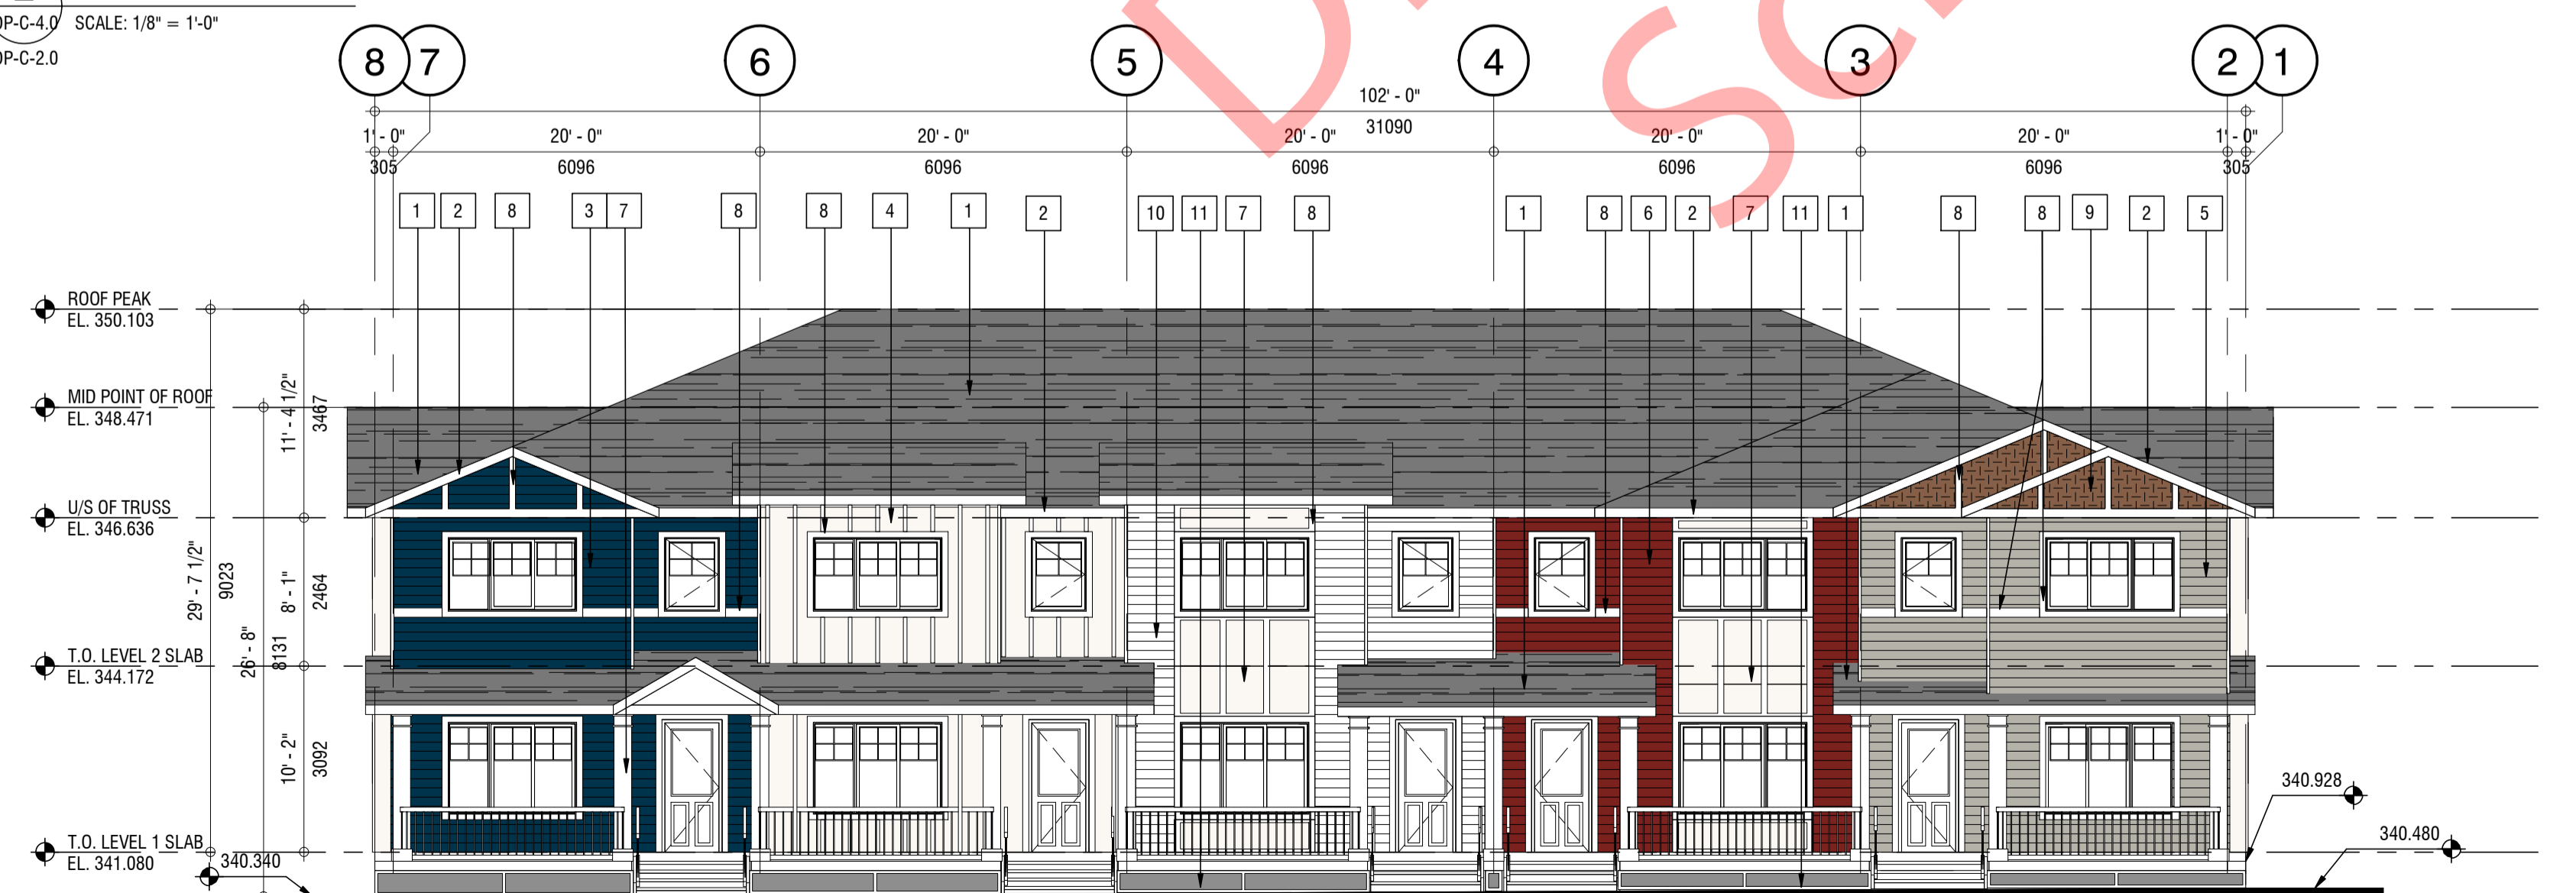 OP-C-4.0 SCALE: 1/8" = 1'-0"
OP-C-2.0
8 7 6 5 4 3 2 1
102' - 0"
31090
1' - 0" 20' - 0" 20' - 0" 20' - 0" 20' - 0" 20' - 0" 1' - 0"
305 6096 6096 6096 6096 6096 305
1 2 8 3 7 8 8 4 1 2 10 11 7 8 1 8 6 2 7 11 1 8 8 9 2 5
ROOF PEAK
EL. 350.103
MID POINT OF ROOF
EL. 348.471
11' - 4 1/2"
3467
U/S OF TRUSS
EL. 346.636
29' - 7 1/2"
9023
8' - 1"
2464
26' - 8"
8131
T.O. LEVEL 2 SLAB
EL. 344.172
10' - 2"
3092
T.O. LEVEL 1 SLAB
EL. 341.080
340.340
340.928
340.480